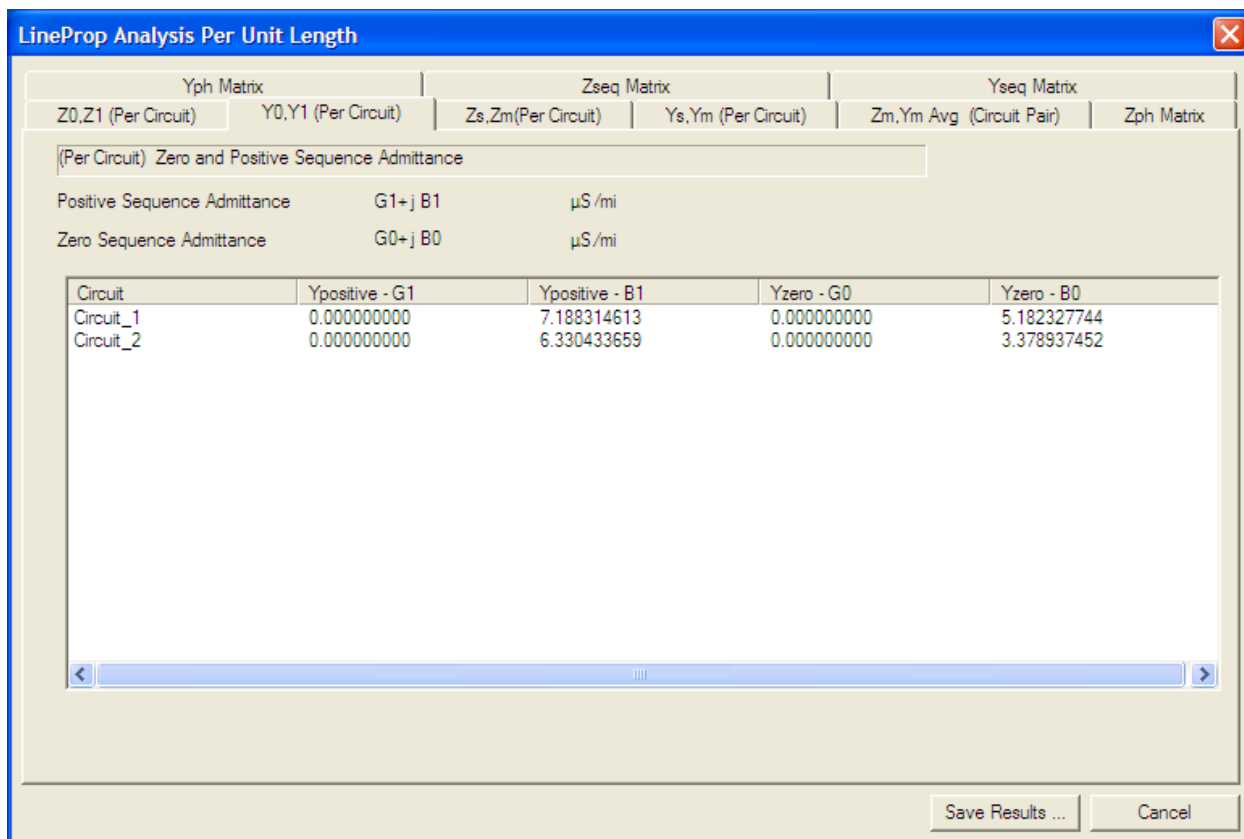 LineProp Analysis Per Unit Length
Yph Matrix Zseq Matrix Yseq Matrix
Z0,Z1 (Per Circuit) Y0,Y1 (Per Circuit) Zs,Zm(Per Circuit) Ys,Ym (Per Circuit) Zm,Ym Avg (Circuit Pair) Zph Matrix
(Per Circuit) Zero and Positive Sequence Admittance
Positive Sequence Admittance G1+j B1 µS/mi
Zero Sequence Admittance G0+j B0 µS/mi
Circuit Ypositive - G1 Ypositive - B1 Yzero - G0 Yzero - B0
Circuit_1 0.000000000 7.188314613 0.000000000 5.182327744
Circuit_2 0.000000000 6.330433659 0.000000000 3.378937452
Save Results ... Cancel